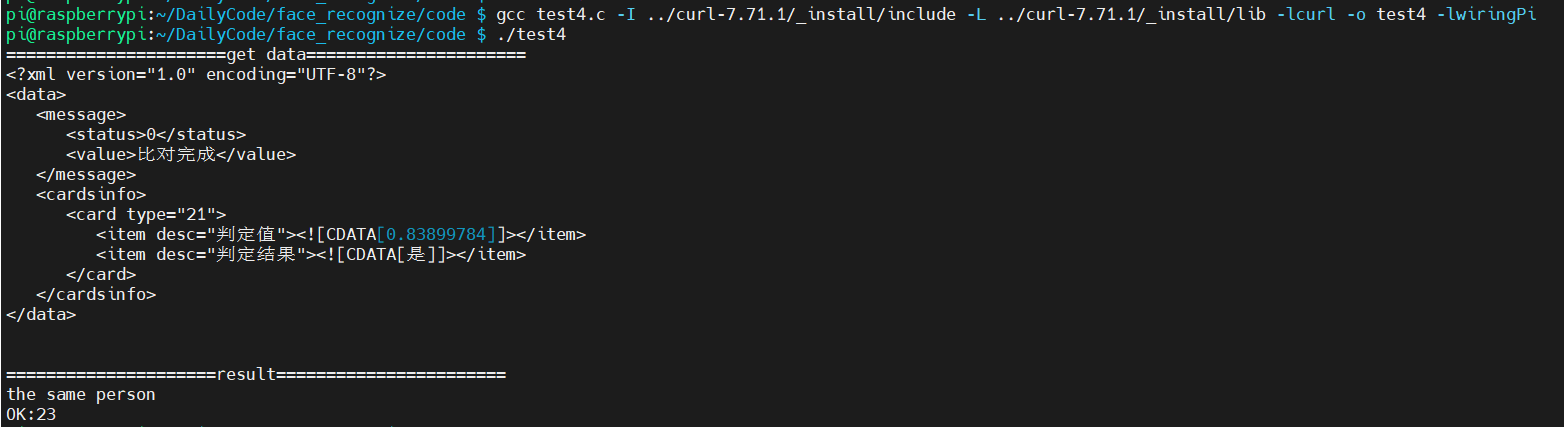 pi@raspberrypi:~/DailyCode/face_recognize/code $ gcc test4.c -I ../curl-7.71.1/_install/include -L ../curl-7.71.1/_install/lib -lcurl -o test4 -lwiringPi
pi@raspberrypi:~/DailyCode/face_recognize/code $ ./test4
======================get data======================
<?xml version="1.0" encoding="UTF-8"?>
<data>
   <message>
      <status>0</status>
      <value>比对完成</value>
   </message>
   <cardsinfo>
      <card type="21">
         <item desc="判定值"><![CDATA[0.83899784]]></item>
         <item desc="判定结果"><![CDATA[是]]></item>
      </card>
   </cardsinfo>
</data>
=====================result=======================
the same person
OK:23